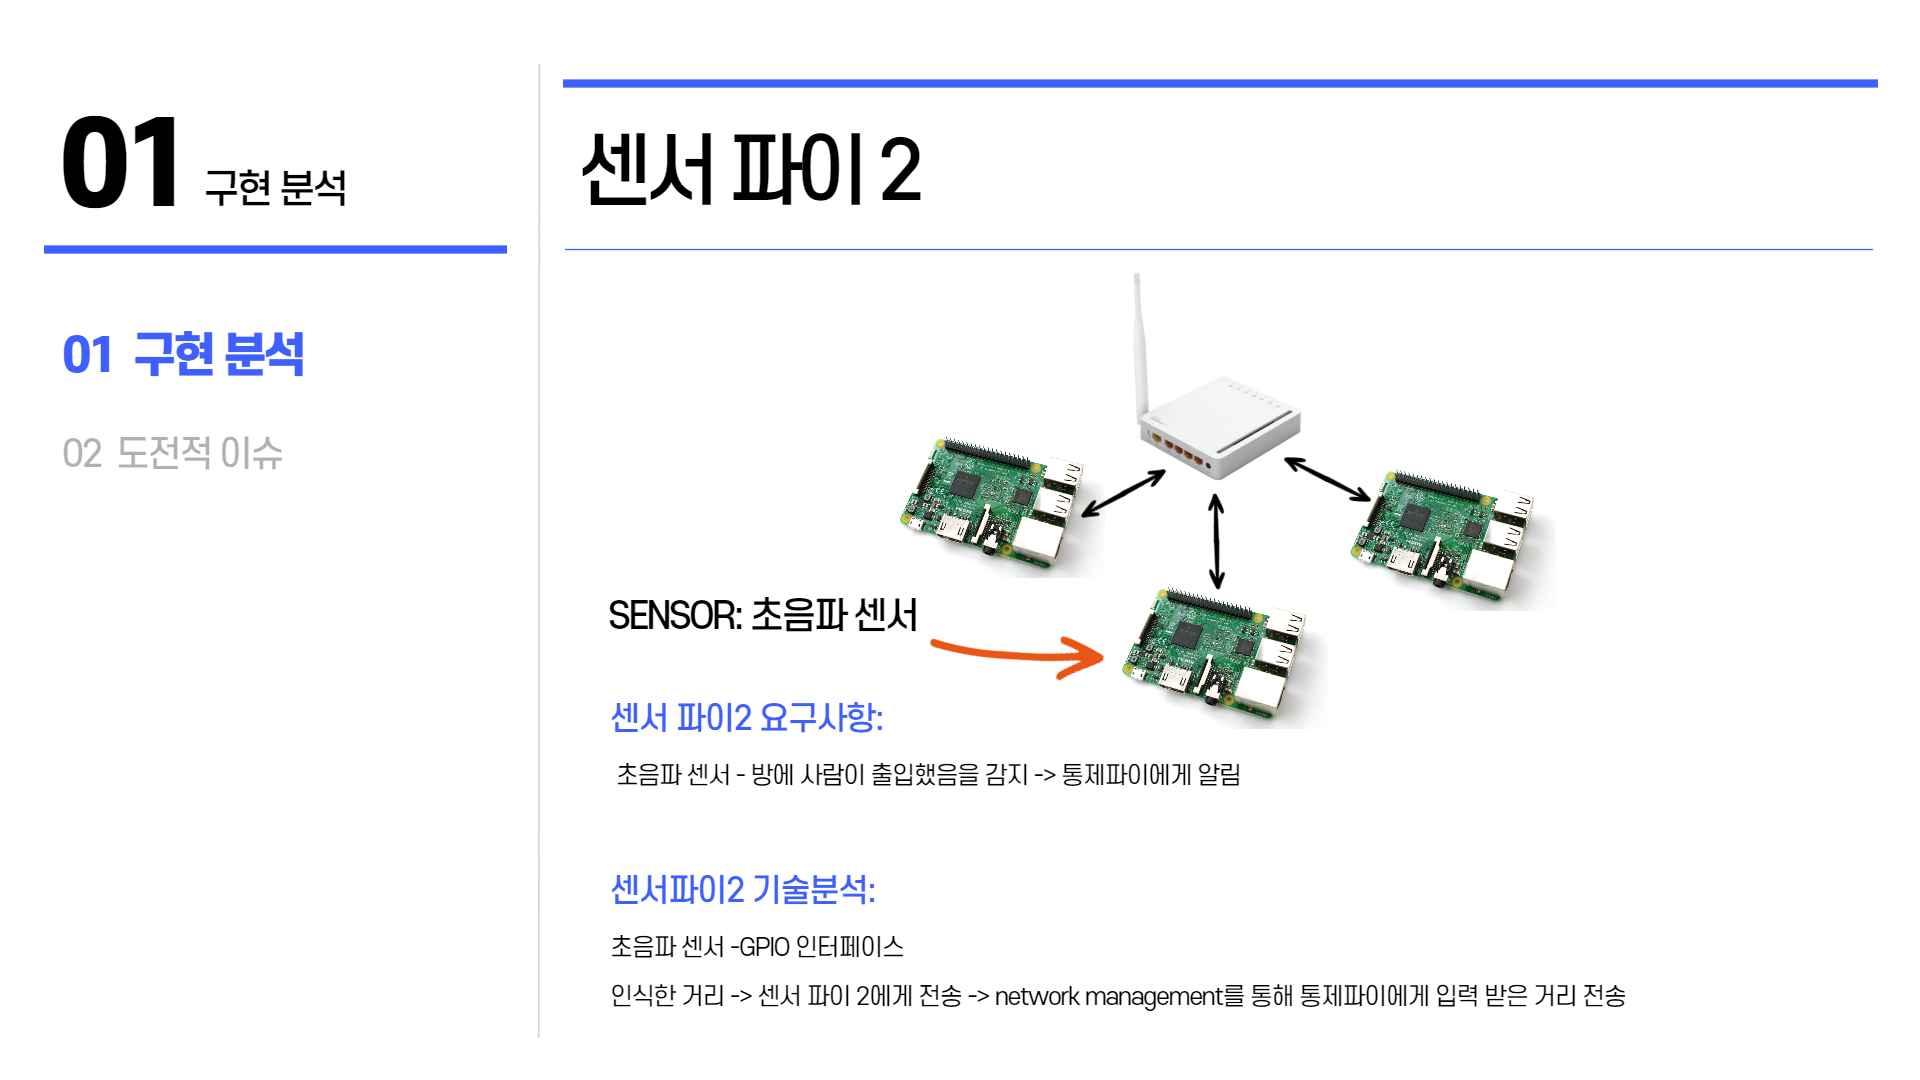 01 구현 분석
01 구현 분석
02 도전적 이슈
센서 파이 2
SENSOR: 초음파 센서
센서 파이2 요구사항:
초음파 센서 - 방에 사람이 출입했음을 감지 -> 통제파이에게 알림
센서파이2 기술분석:
초음파 센서 -GPIO 인터페이스
인식한 거리 -> 센서 파이 2에게 전송 -> network management를 통해 통제파이에게 입력 받은 거리 전송